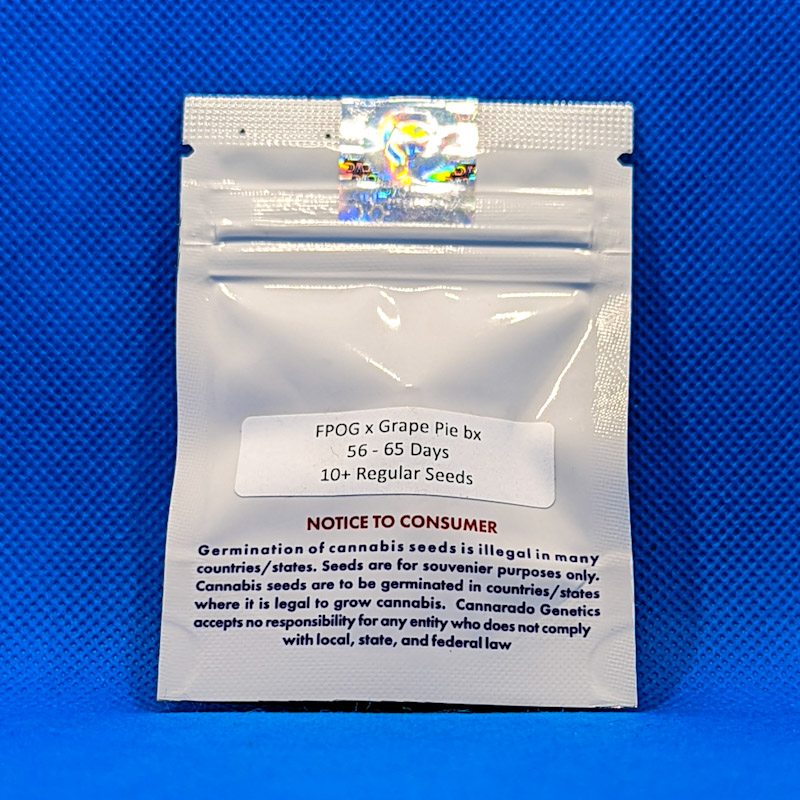 FPOG x Grape Pie bx
56 - 65 Days
10+ Regular Seeds
NOTICE TO CONSUMER
Germination of cannabis seeds is illegal in many
countries/states. Seeds are for souvenier purposes only.
Cannabis seeds are to be germinated in countries/states
where it is legal to grow cannabis. Cannarado Genetics
accepts no responsibility for any entity who does not comply
with local, state, and federal law